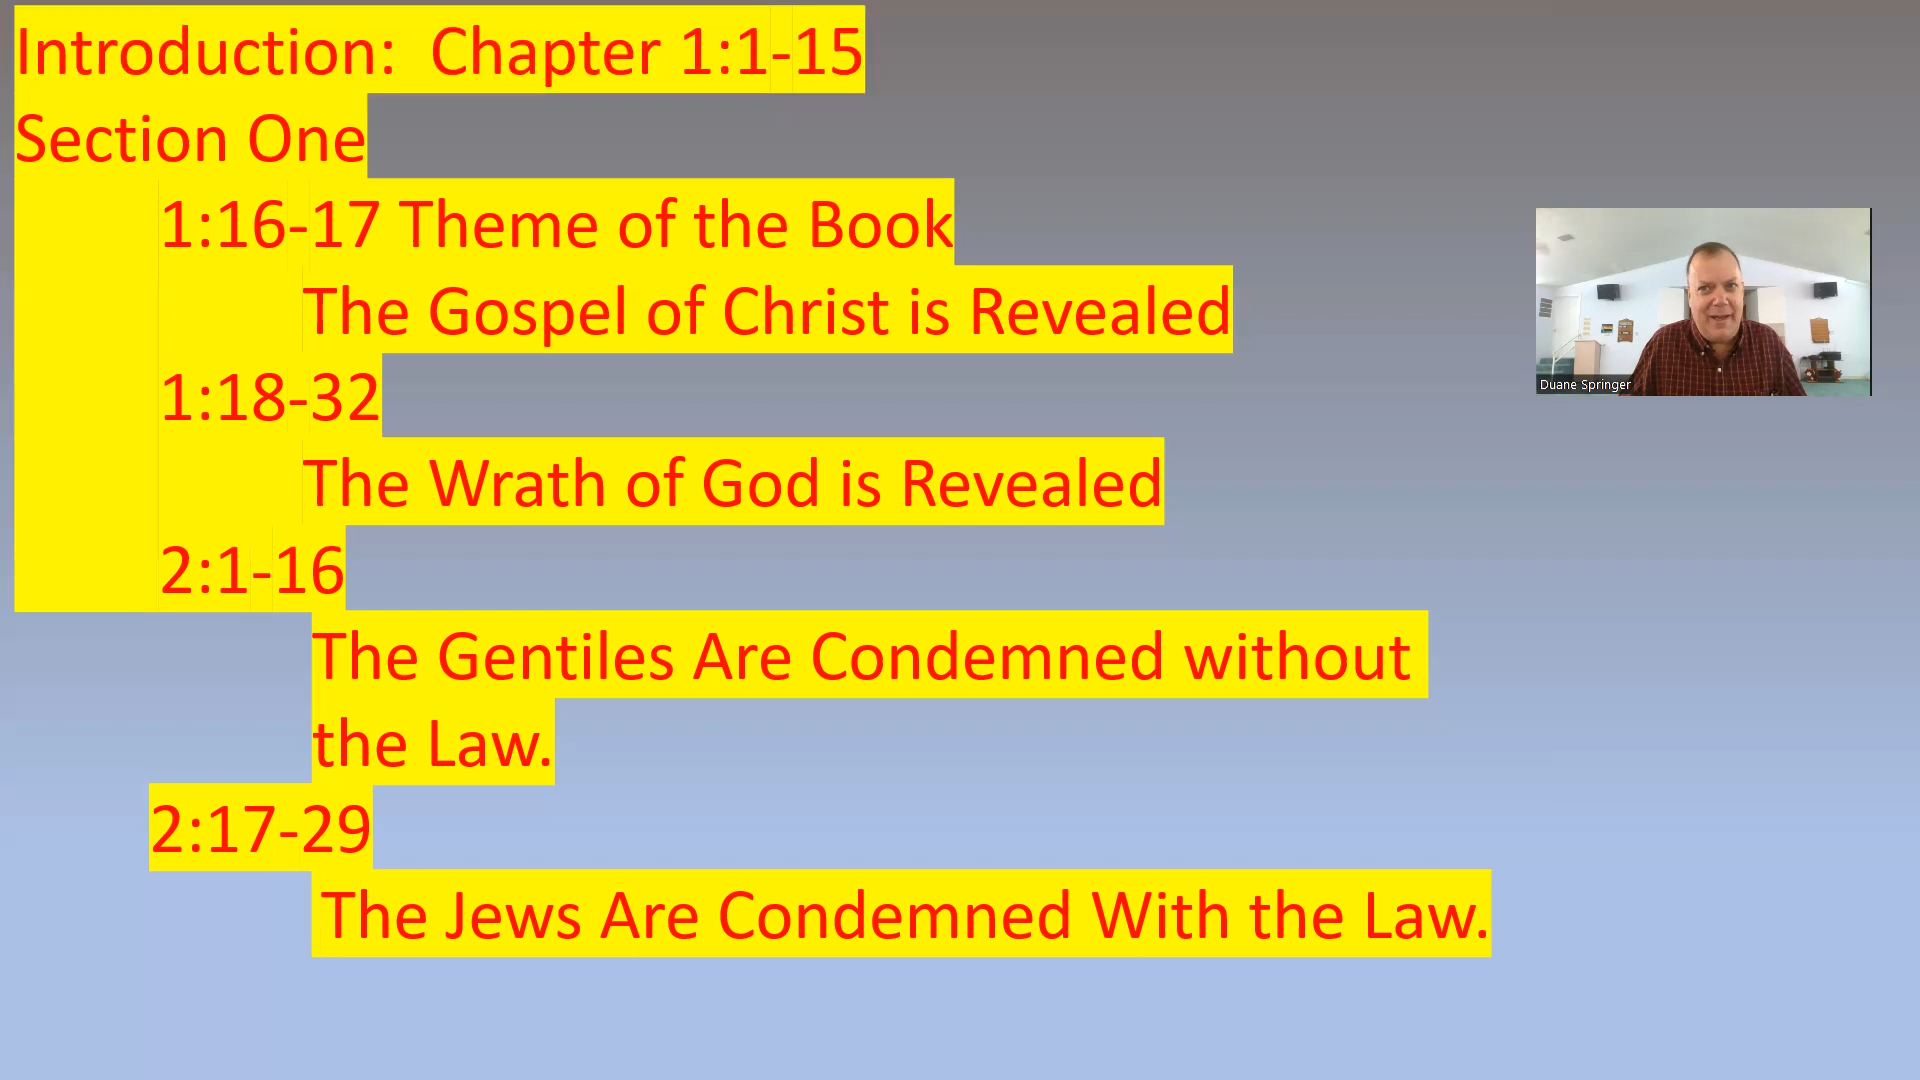 Introduction:  Chapter 1:1-15
Section One
1:16-17 Theme of the Book
The Gospel of Christ is Revealed
1:18-32
The Wrath of God is Revealed
2:1-16
The Gentiles Are Condemned without
the Law.
2:17-29
The Jews Are Condemned With the Law.
Duane Springer